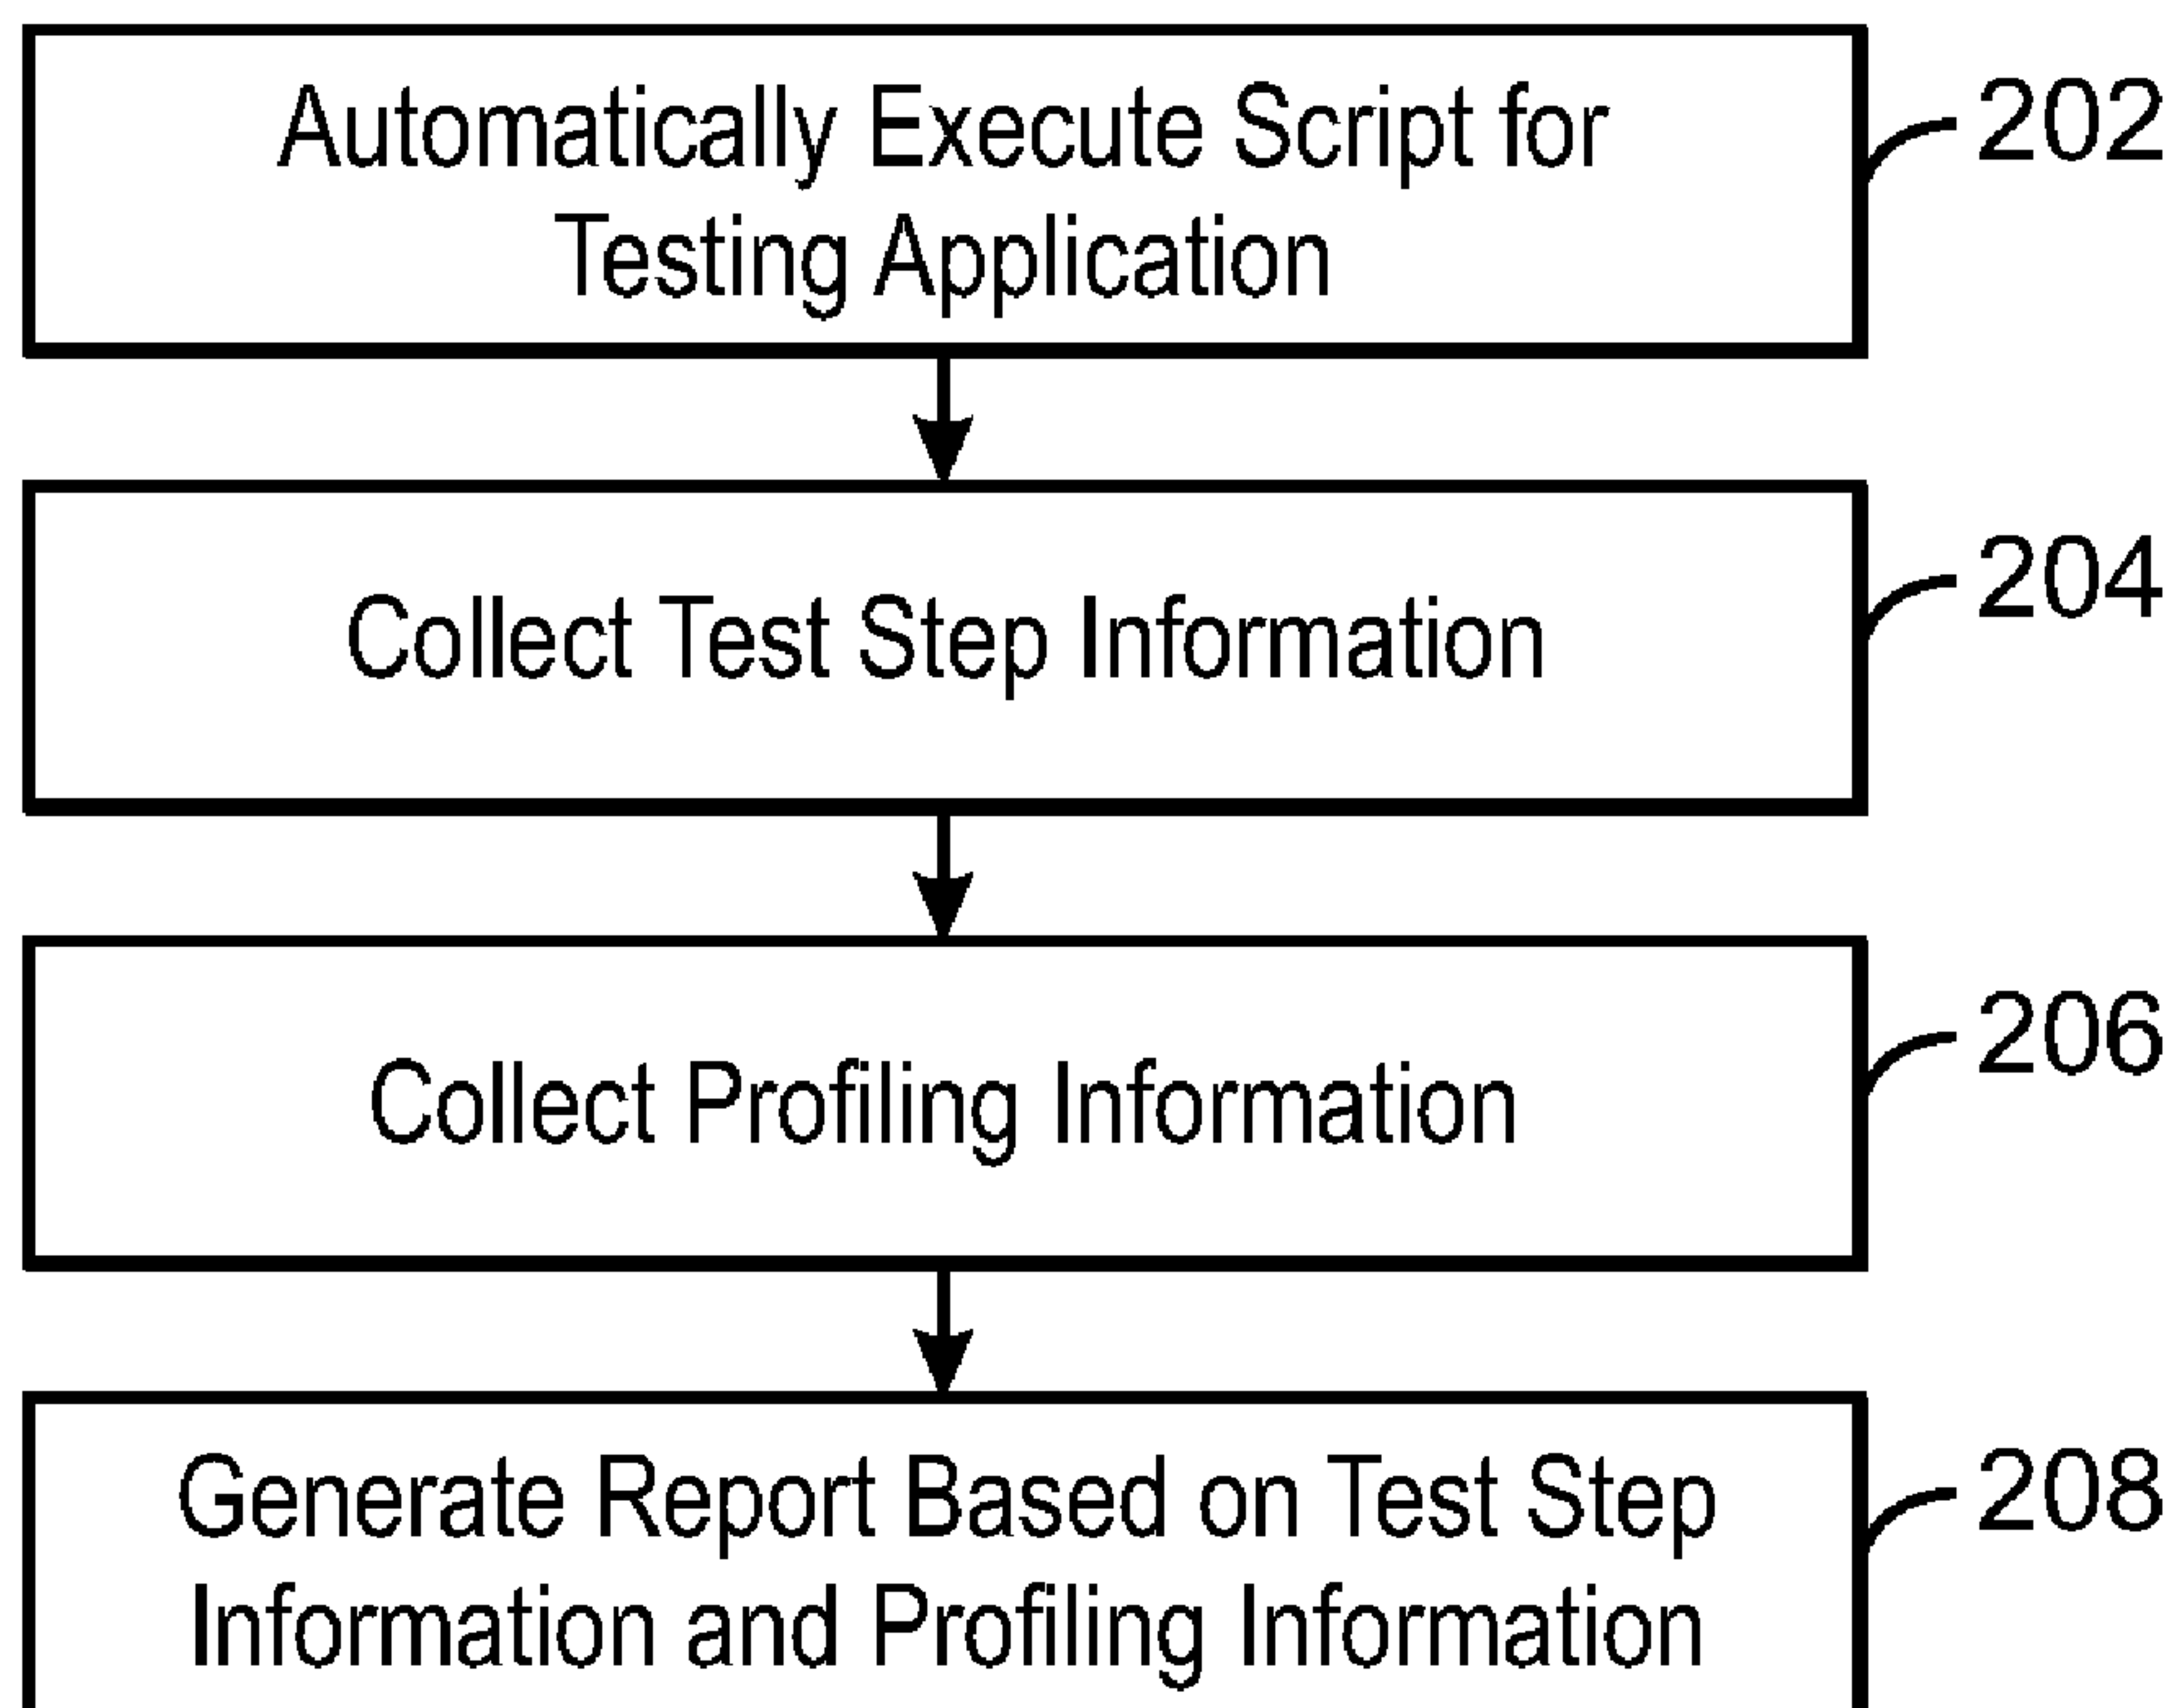 Automatically Execute Script for
Testing Application
202
Collect Test Step Information
204
Collect Profiling Information
206
Generate Report Based on Test Step
Information and Profiling Information
208